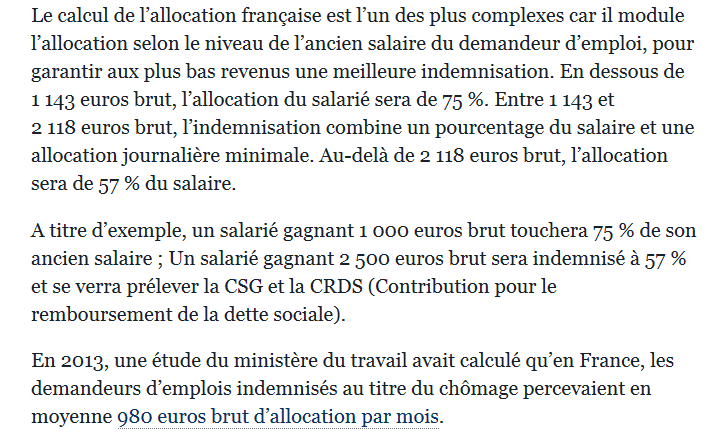 Le calcul de l’allocation française est l’un des plus complexes car il module
l’allocation selon le niveau de l’ancien salaire du demandeur d’emploi, pour
garantir aux plus bas revenus une meilleure indemnisation. En dessous de
1 143 euros brut, l’allocation du salarié sera de 75 %. Entre 1 143 et
2 118 euros brut, l’indemnisation combine un pourcentage du salaire et une
allocation journalière minimale. Au-delà de 2 118 euros brut, l’allocation
sera de 57 % du salaire.
A titre d’exemple, un salarié gagnant 1 000 euros brut touchera 75 % de son
ancien salaire ; Un salarié gagnant 2 500 euros brut sera indemnisé à 57 %
et se verra prélever la CSG et la CRDS (Contribution pour le
remboursement de la dette sociale).
En 2013, une étude du ministère du travail avait calculé qu’en France, les
demandeurs d’emplois indemnisés au titre du chômage percevaient en
moyenne 980 euros brut d’allocation par mois.